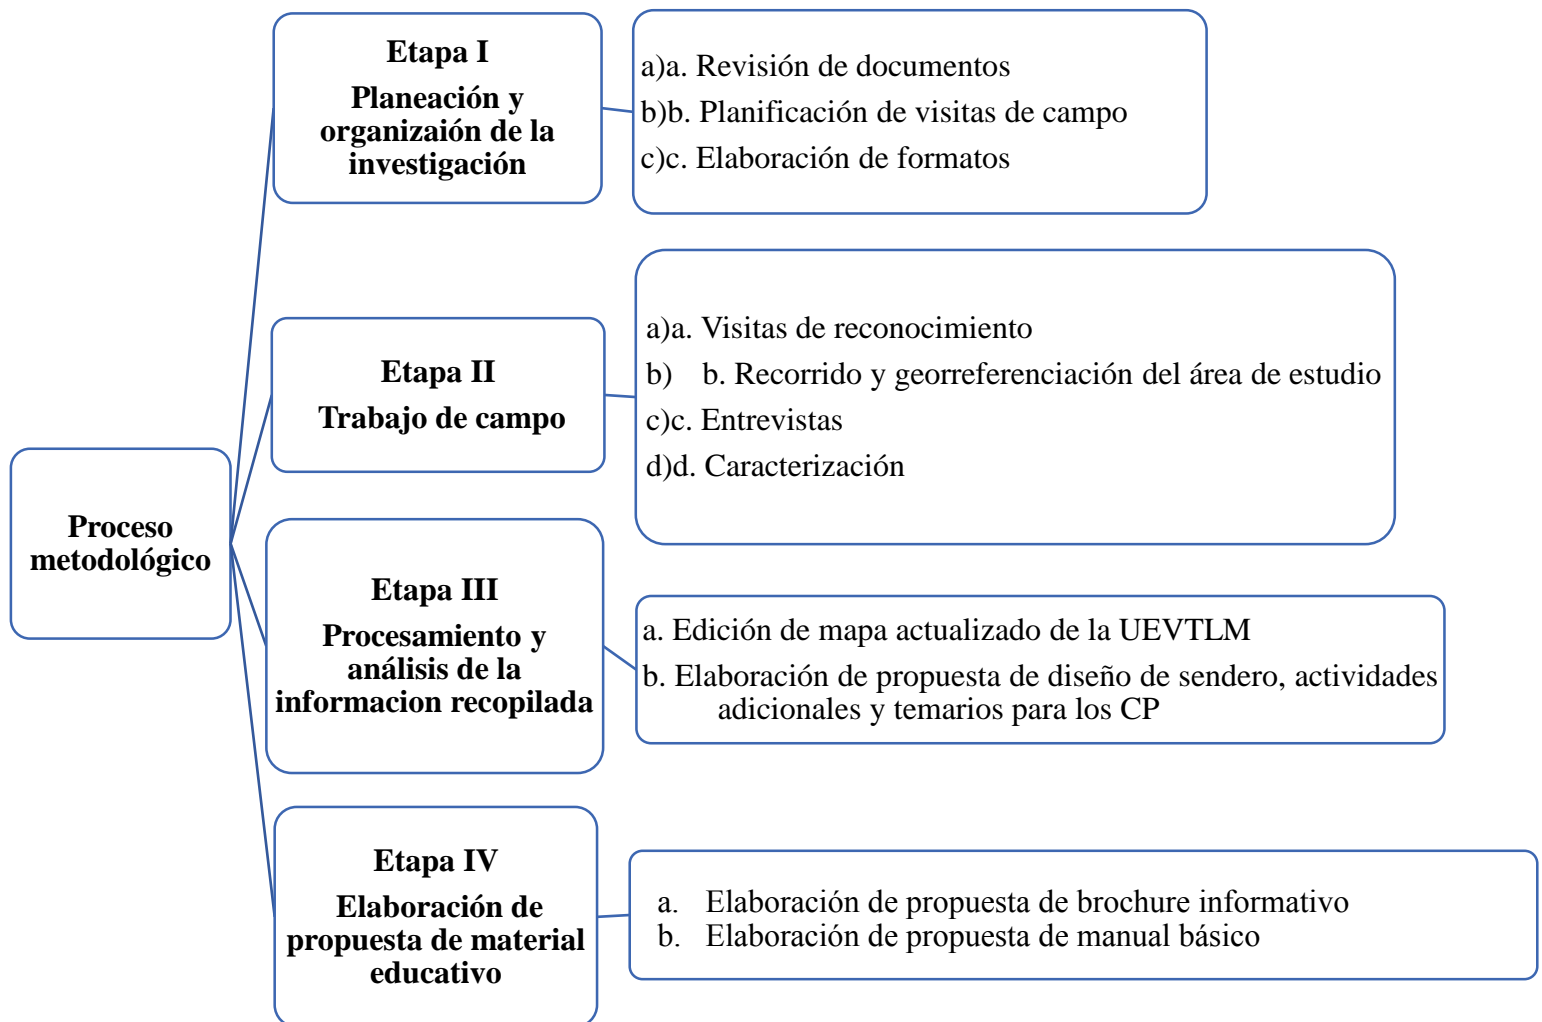 Proceso
metodológico
Etapa I
Planeación y
organizaión de la
investigación
a)a. Revisión de documentos
b)b. Planificación de visitas de campo
c)c. Elaboración de formatos
Etapa II
Trabajo de campo
a)a. Visitas de reconocimiento
b) b. Recorrido y georreferenciación del área de estudio
c)c. Entrevistas
d)d. Caracterización
Etapa III
Procesamiento y
análisis de la
informacion recopilada
a. Edición de mapa actualizado de la UEVTLM
b. Elaboración de propuesta de diseño de sendero, actividades
adicionales y temarios para los CP
Etapa IV
Elaboración de
propuesta de material
educativo
a. Elaboración de propuesta de brochure informativo
b. Elaboración de propuesta de manual básico